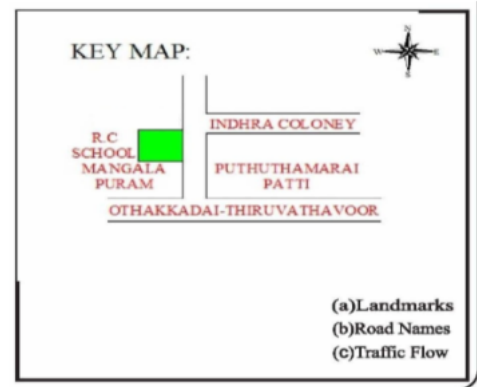 KEY MAP:
N
W E
S
INDHRA COLONEY
R.C
SCHOOL
MANGALA
PURAM
PUTHUTHAMARAI
PATTI
OTHAKKADAI-THIRUVATHAVOOR
(a)Landmarks
(b)Road Names
(c)Traffic Flow